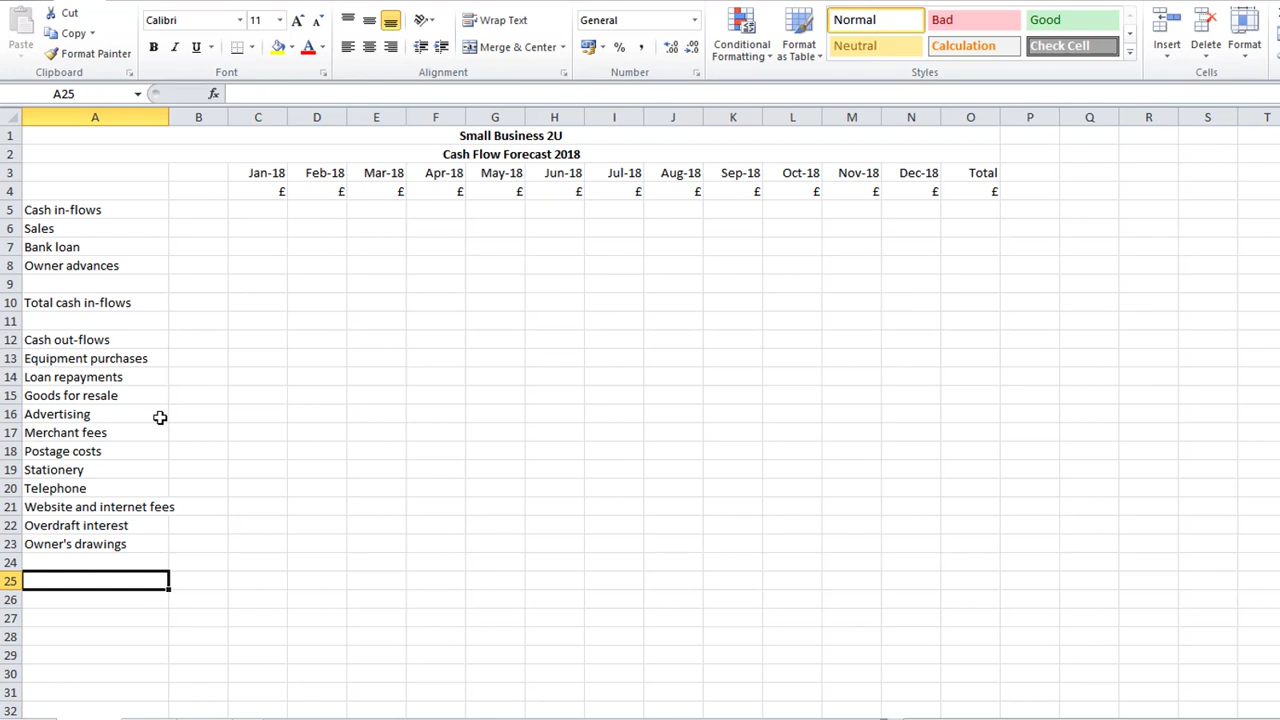 Cut
Calibri 11
Wrap Text
General
Normal Bad Good
Paste
Copy
Format Painter
B I U
Merge & Center
% ,
Conditional Formatting
Format as Table
Neutral Calculation Check Cell
Insert Delete Format
Clipboard Font Alignment Number Styles Cells
A25 fx
A B C D E F G H I J K L M N O P Q R S T
1 Small Business 2U
2 Cash Flow Forecast 2018
3 Jan-18 Feb-18 Mar-18 Apr-18 May-18 Jun-18 Jul-18 Aug-18 Sep-18 Oct-18 Nov-18 Dec-18 Total
4 £ £ £ £ £ £ £ £ £ £ £ £ £
5 Cash in-flows
6 Sales
7 Bank loan
8 Owner advances
9
10 Total cash in-flows
11
12 Cash out-flows
13 Equipment purchases
14 Loan repayments
15 Goods for resale
16 Advertising
17 Merchant fees
18 Postage costs
19 Stationery
20 Telephone
21 Website and internet fees
22 Overdraft interest
23 Owner's drawings
24
25
26
27
28
29
30
31
32